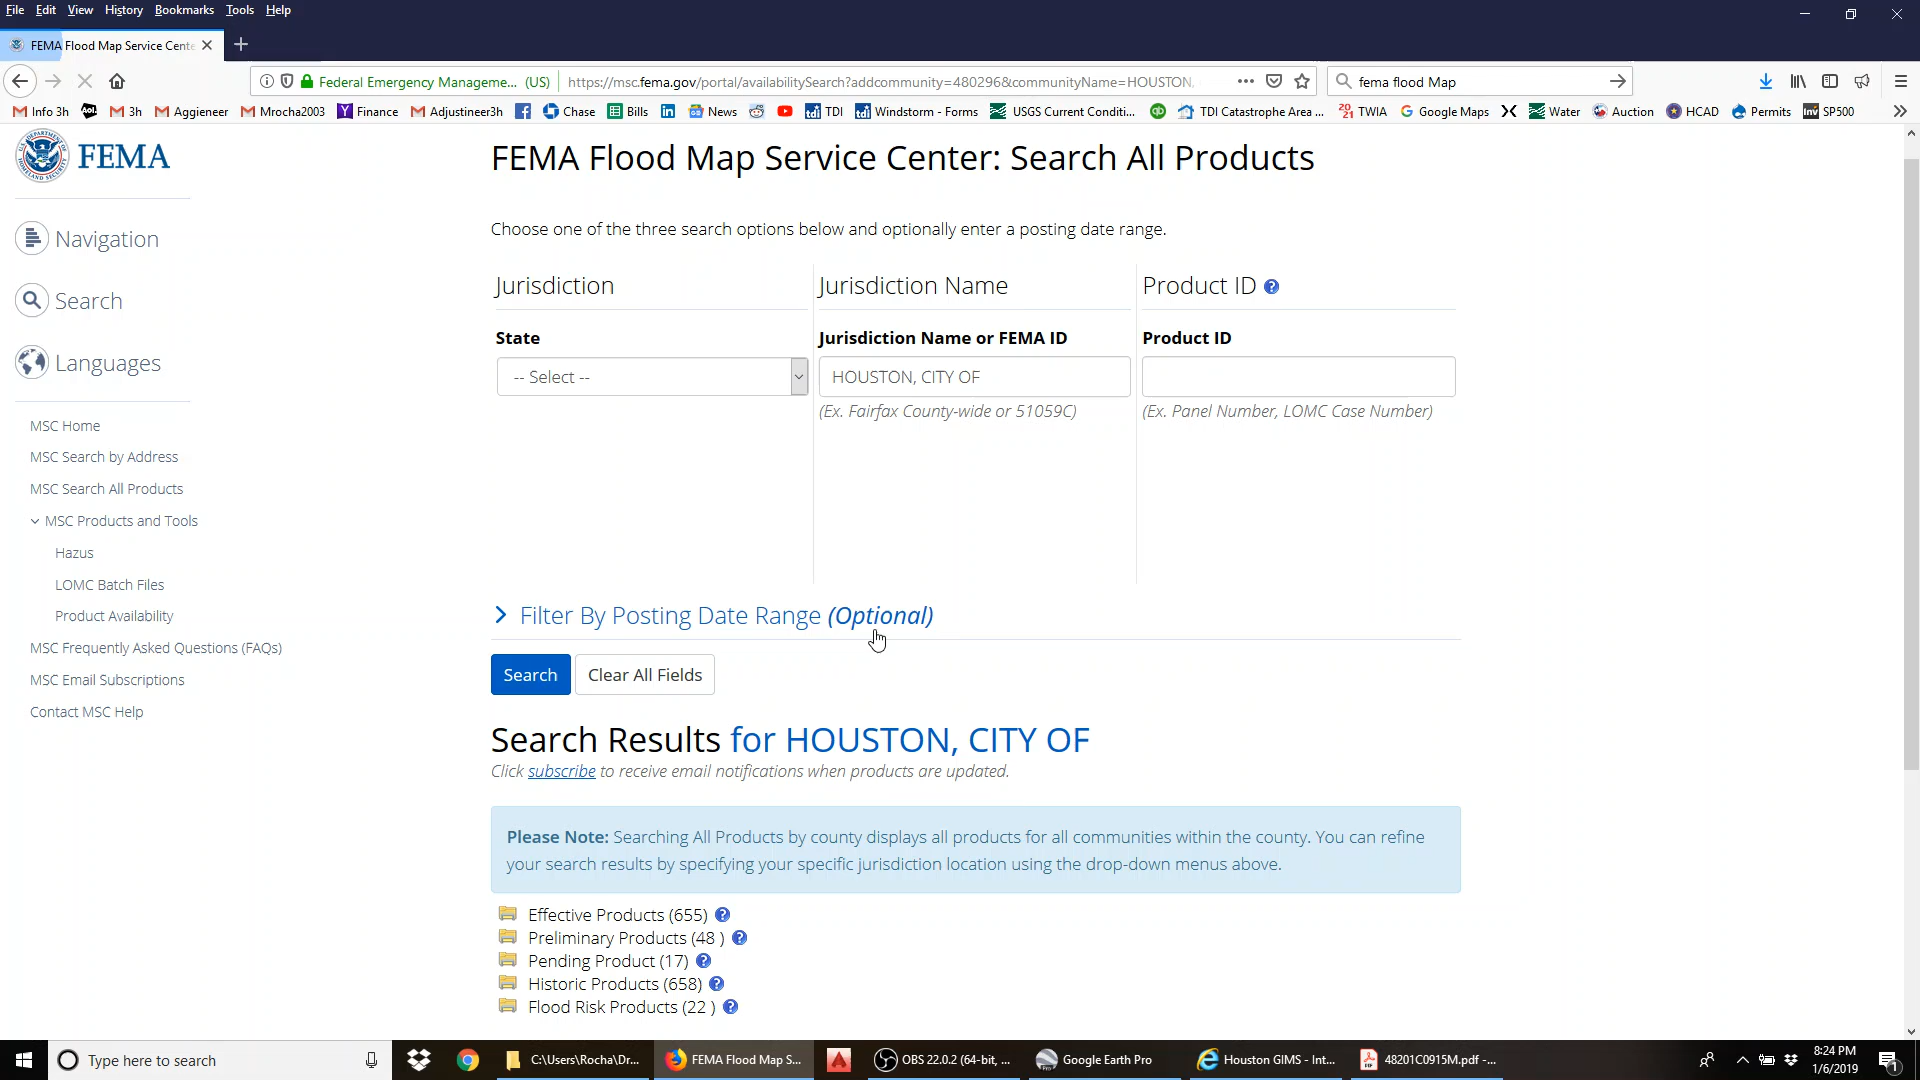 File Edit View History Bookmarks Tools Help
FEMA Flood Map Service Cente
Federal Emergency Manageme... (US)
https://msc.fema.gov/portal/availabilitySearch?addcommunity=480296&communityName=HOUSTON,
fema flood Map
Info 3h
Aol.
3h
Aggieneer
Mrocha2003
Finance
Adjustineer3h
Chase
Bills
News
TDI
Windstorm - Forms
USGS Current Conditi...
TDI Catastrophe Area ...
TWIA
Google Maps
Water
Auction
HCAD
Permits
SP500
FEMA
Navigation
Search
Languages
MSC Home
MSC Search by Address
MSC Search All Products
MSC Products and Tools
Hazus
LOMC Batch Files
Product Availability
MSC Frequently Asked Questions (FAQs)
MSC Email Subscriptions
Contact MSC Help
FEMA Flood Map Service Center: Search All Products
Choose one of the three search options below and optionally enter a posting date range.
Jurisdiction
State
-- Select --
Jurisdiction Name
Jurisdiction Name or FEMA ID
HOUSTON, CITY OF
(Ex. Fairfax County-wide or 51059C)
Product ID
Product ID
(Ex. Panel Number, LOMC Case Number)
Filter By Posting Date Range (Optional)
Search
Clear All Fields
Search Results for HOUSTON, CITY OF
Click subscribe to receive email notifications when products are updated.
Please Note: Searching All Products by county displays all products for all communities within the county. You can refine
your search results by specifying your specific jurisdiction location using the drop-down menus above.
Effective Products (655)
Preliminary Products (48 )
Pending Product (17)
Historic Products (658)
Flood Risk Products (22 )
Type here to search
C:\Users\Rocha\Dr...
FEMA Flood Map S...
OBS 22.0.2 (64-bit, ...
Google Earth Pro
Houston GIMS - Int...
48201C0915M.pdf -...
8:24 PM
1/6/2019